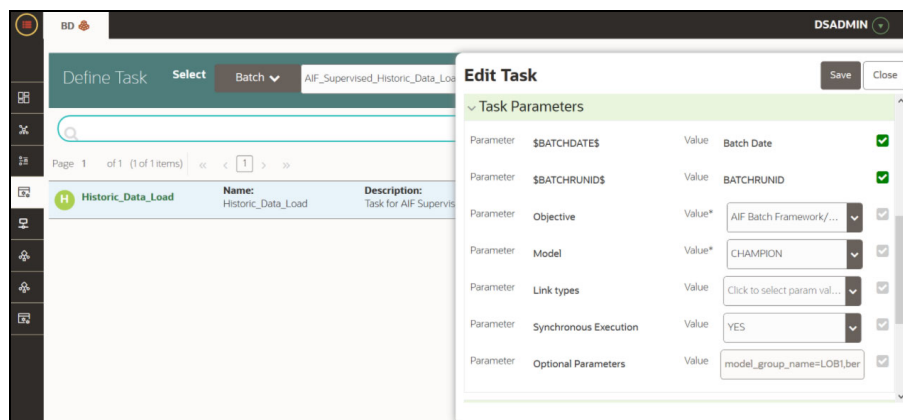 BD
DSADMIN
Define Task
Select
Batch
AIF_Supervised_Historic_Data_Loa
Page 1 of 1 (1 of 1 items) « < 1 > »
H
Historic_Data_Load
Name:
Historic_Data_Load
Description:
Task for AIF Supervis
Edit Task
Save
Close
Task Parameters
Parameter $BATCHDATE$ Value Batch Date
Parameter $BATCHRUNID$ Value BATCHRUNID
Parameter Objective Value* AIF Batch Framework/...
Parameter Model Value* CHAMPION
Parameter Link types Value Click to select param val...
Parameter Synchronous Execution Value YES
Parameter Optional Parameters Value model_group_name=LOB1,ber